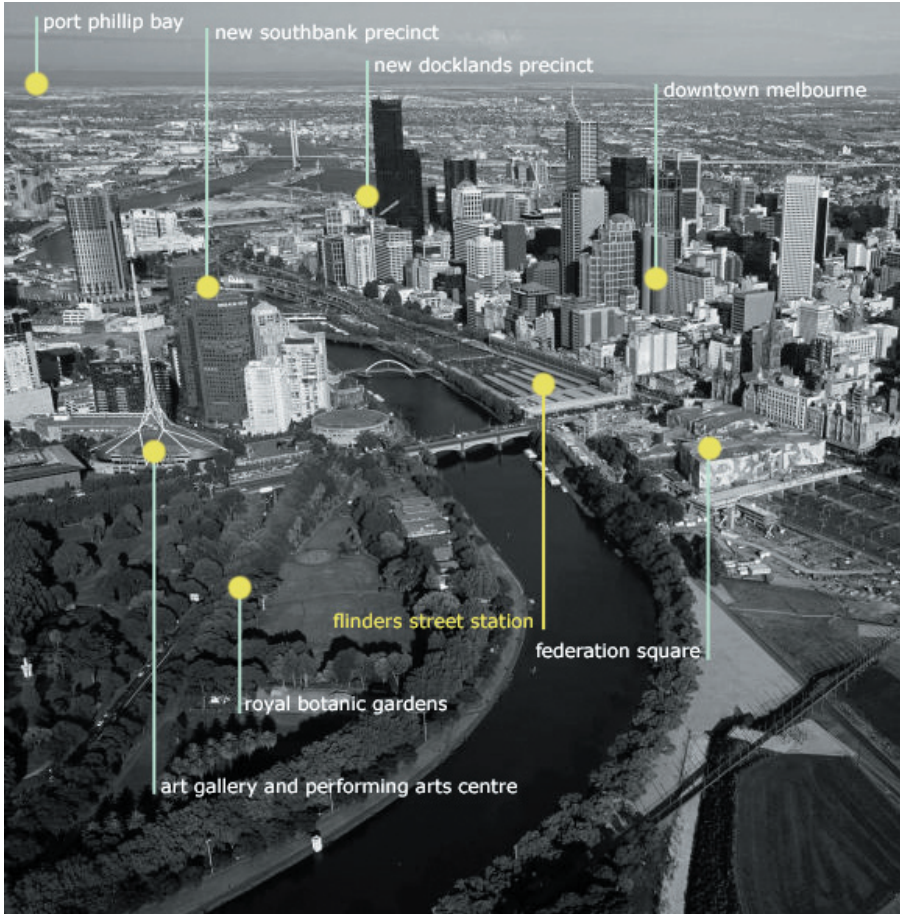 port phillip bay
new southbank precinct
new docklands precinct
downtown melbourne
flinders street station
federation square
royal botanic gardens
art gallery and performing arts centre